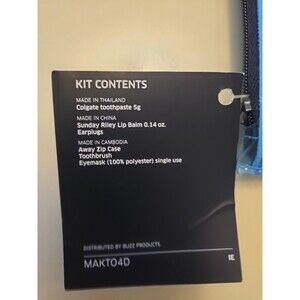 KIT CONTENTS
MADE IN THAILAND
Colgate toothpaste 5g
MADE IN CHINA
Sunday Riley Lip Balm 0.14 oz.
Earplugs
MADE IN CAMBODIA
Away Zip Case
Toothbrush
Eyemask (100% polyester) single use
DISTRIBUTED BY BUZZ PRODUCTS.
MAKTO4D
IE